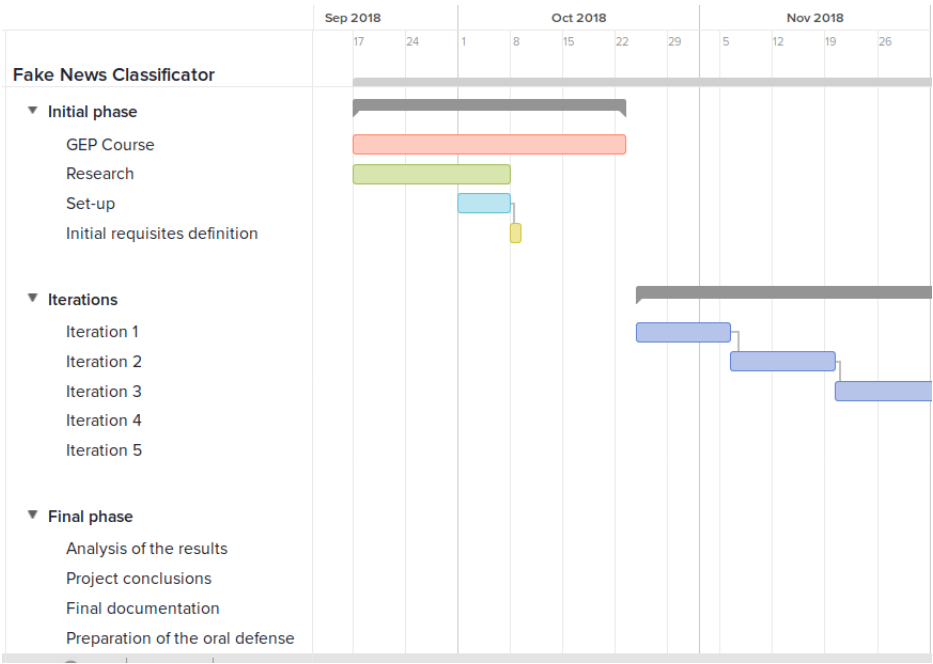 Sep 2018 Oct 2018 Nov 2018
17 24 1 8 15 22 29 5 12 19 26
Fake News Classificator
Initial phase
GEP Course
Research
Set-up
Initial requisites definition
Iterations
Iteration 1
Iteration 2
Iteration 3
Iteration 4
Iteration 5
Final phase
Analysis of the results
Project conclusions
Final documentation
Preparation of the oral defense